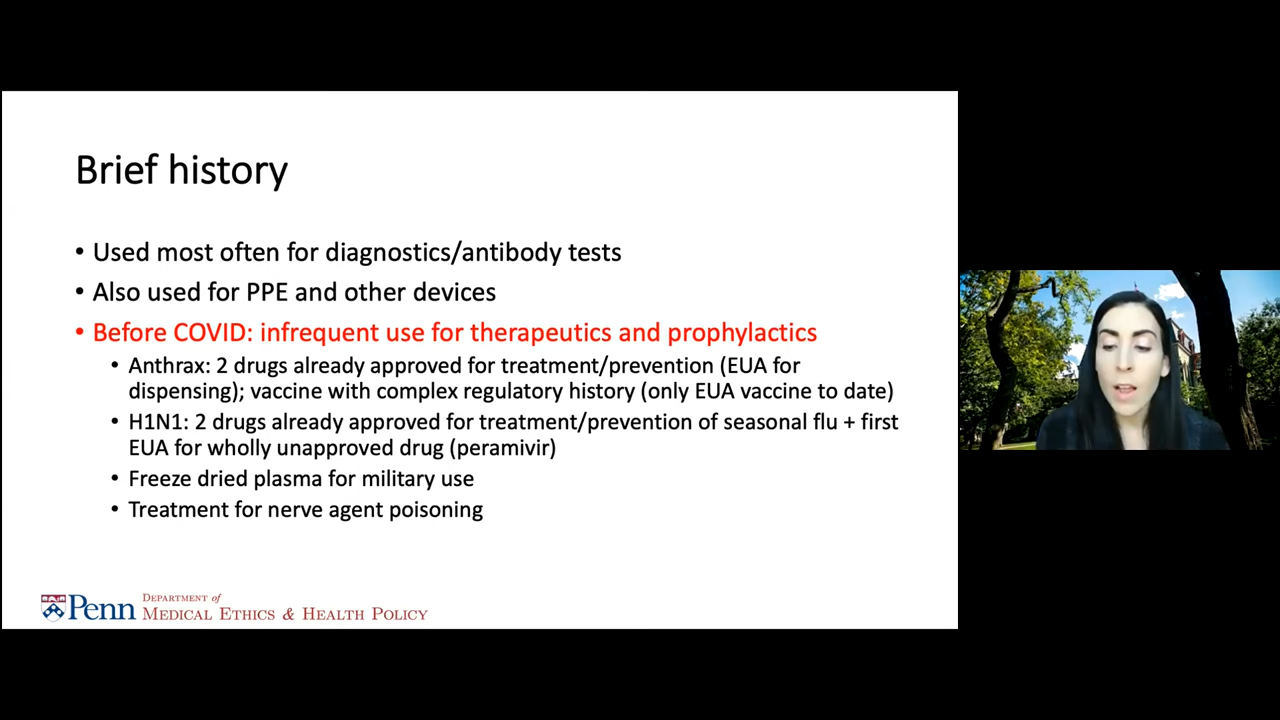 Brief history
• Used most often for diagnostics/antibody tests
• Also used for PPE and other devices
• Before COVID: infrequent use for therapeutics and prophylactics
• Anthrax: 2 drugs already approved for treatment/prevention (EUA for
dispensing); vaccine with complex regulatory history (only EUA vaccine to date)
• H1N1: 2 drugs already approved for treatment/prevention of seasonal flu + first
EUA for wholly unapproved drug (peramivir)
• Freeze dried plasma for military use
• Treatment for nerve agent poisoning
Penn
Department of
Medical Ethics & Health Policy